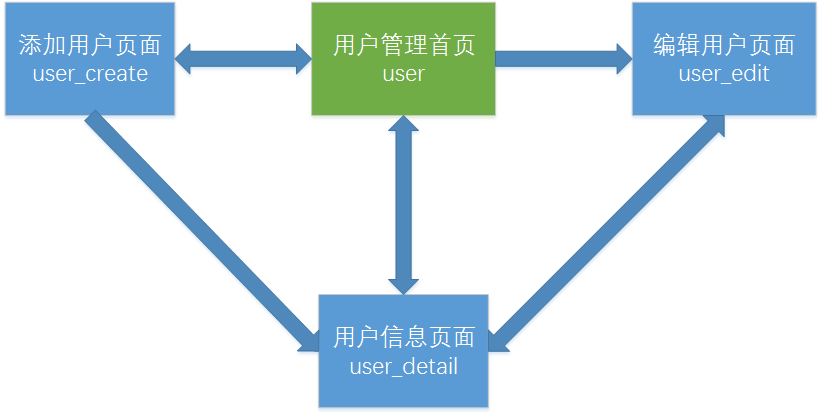 添加用户页面
user_create
用户管理首页
user
编辑用户页面
user_edit
用户信息页面
user_detail